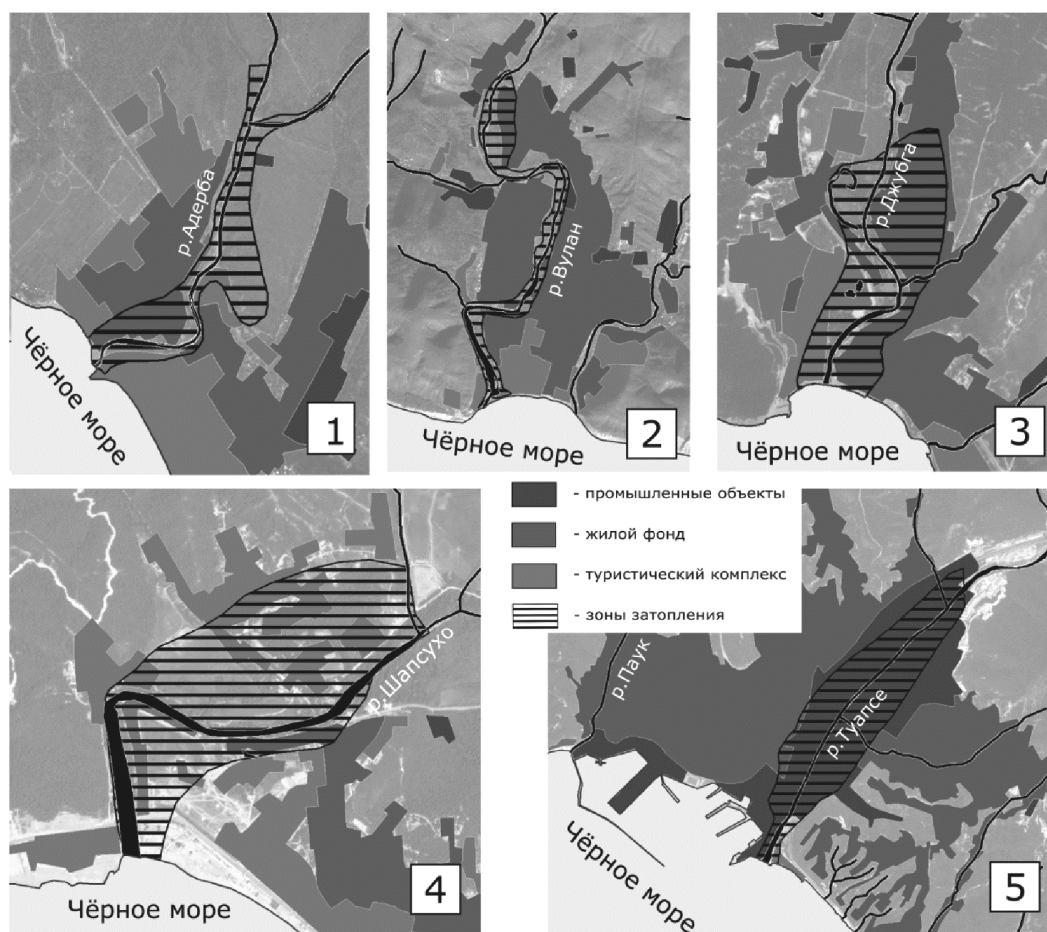 р.Адерба
Чёрное море
1
р.Вулан
Чёрное море
2
р.Джубга
Чёрное море
3
- промышленные объекты
- жилой фонд
- туристический комплекс
- зоны затопления
р.Шапсухо
Чёрное море
4
р.Паук
р.Туапсе
Чёрное море
5